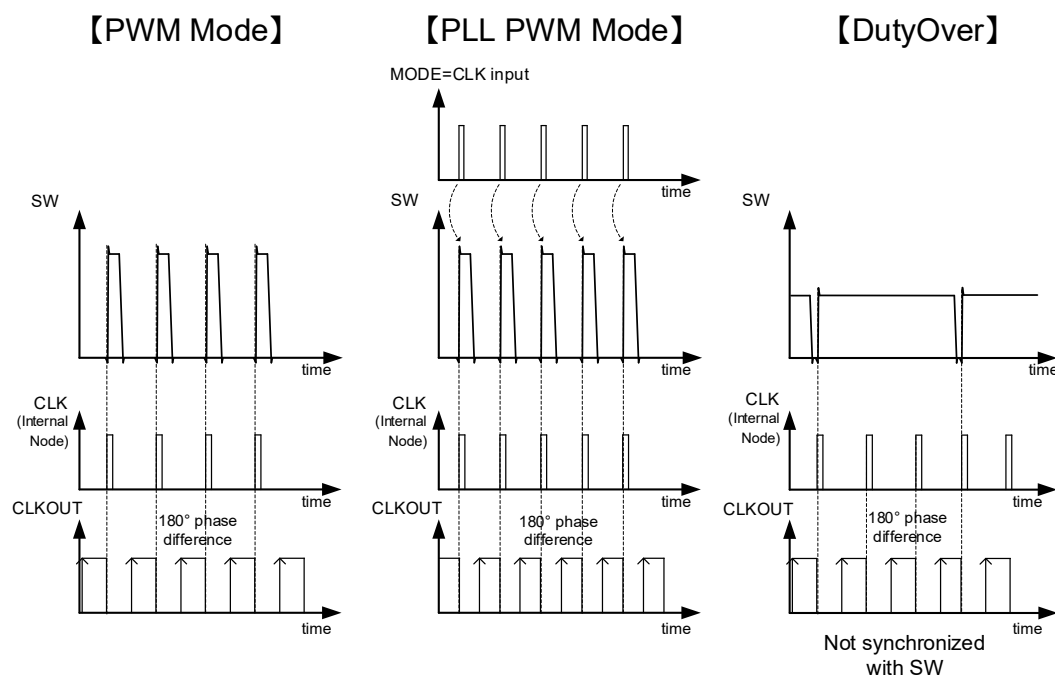 【PWM Mode】
SW
time
CLK
(Internal
Node)
time
CLKOUT
180° phase
difference
time
【PLL PWM Mode】
MODE=CLK input
time
SW
time
CLK
(Internal
Node)
time
CLKOUT
180° phase
difference
time
【DutyOver】
SW
time
CLK
(Internal
Node)
time
CLKOUT
180° phase
difference
time
Not synchronized
with SW